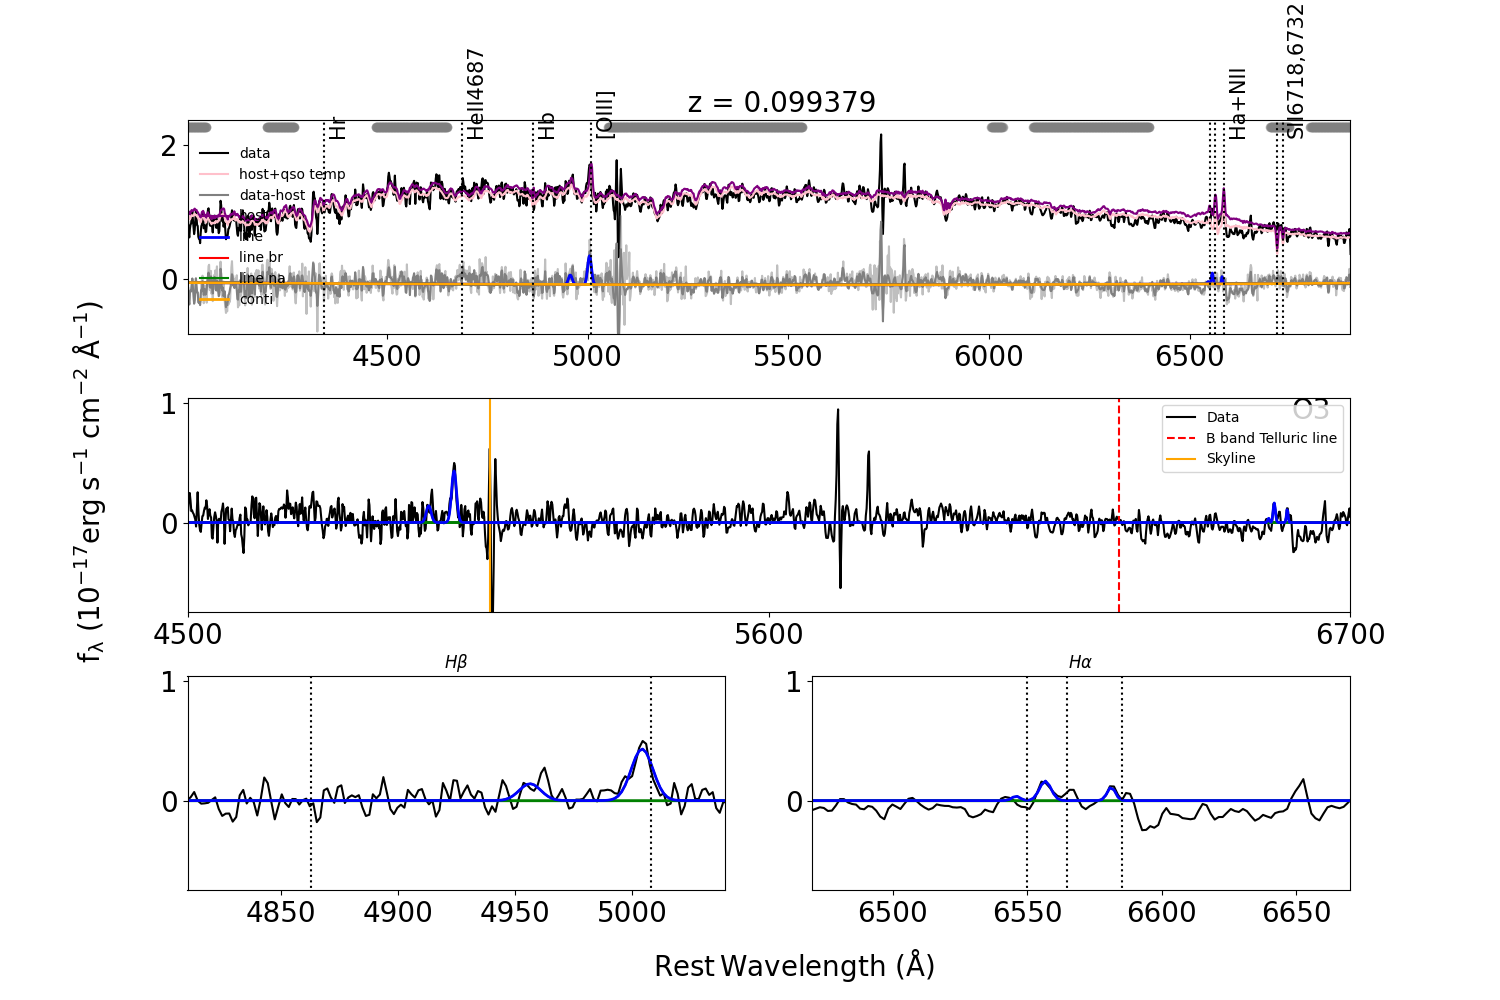 z = 0.099379
Hr
HeII4687
Hb
[OIII]
Ha+NII
SII6718,6732
2
0
data
host+qso temp
data-host
host
line
line br
line na
conti
4500 5000 5500 6000 6500
fλ (10⁻¹⁷erg s⁻¹ cm⁻² Å⁻¹)
1
0
O3
Data
B band Telluric line
Skyline
4500 5600 6700
Hβ
1
0
4850 4900 4950 5000
Hα
1
0
6500 6550 6600 6650
Rest Wavelength (Å)